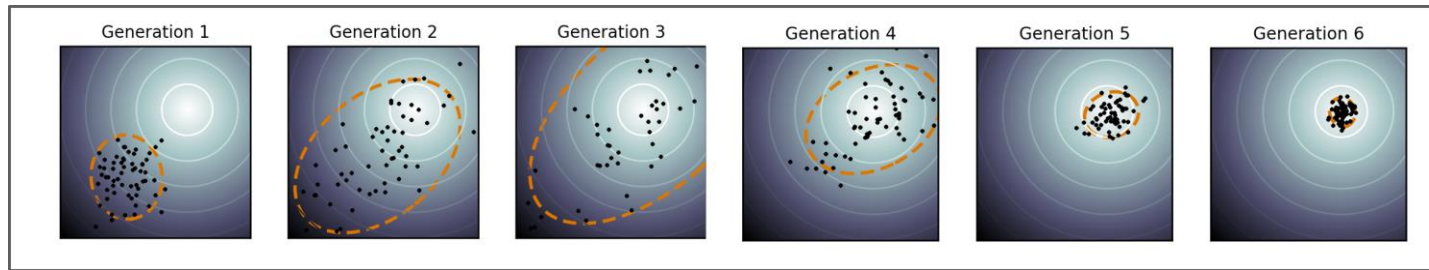 Generation 1
Generation 2
Generation 3
Generation 4
Generation 5
Generation 6